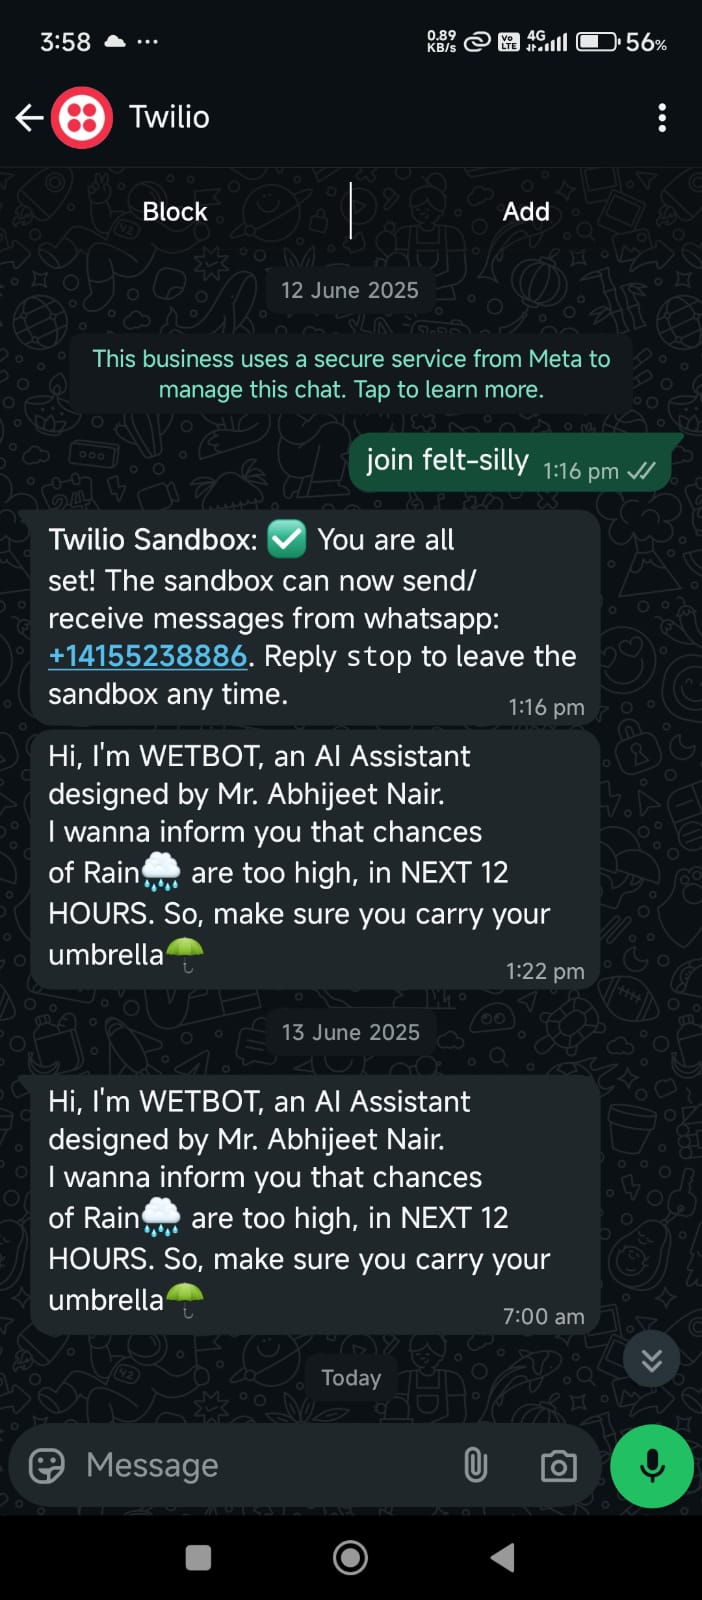 3:58 ... 0.89 KB/s Vo LTE 4G 56%
Twilio
Block Add
12 June 2025
This business uses a secure service from Meta to
manage this chat. Tap to learn more.
join felt-silly 1:16 pm
Twilio Sandbox: ✅ You are all
set! The sandbox can now send/
receive messages from whatsapp:
+14155238886. Reply stop to leave the
sandbox any time. 1:16 pm
Hi, I'm WETBOT, an AI Assistant
designed by Mr. Abhijeet Nair.
I wanna inform you that chances
of Rain🌧️ are too high, in NEXT 12
HOURS. So, make sure you carry your
umbrella☂️ 1:22 pm
13 June 2025
Hi, I'm WETBOT, an AI Assistant
designed by Mr. Abhijeet Nair.
I wanna inform you that chances
of Rain🌧️ are too high, in NEXT 12
HOURS. So, make sure you carry your
umbrella☂️ 7:00 am
Today
Message